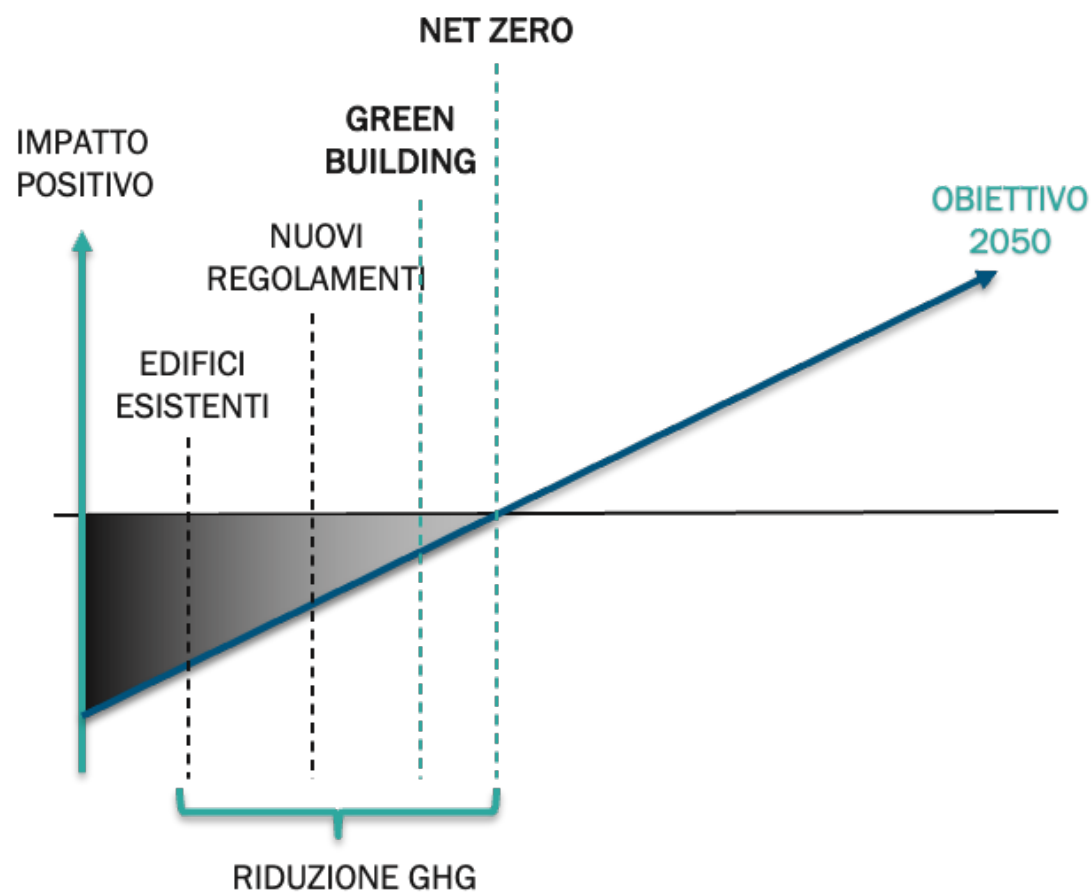 NET ZERO
GREEN
BUILDING
IMPATTO
POSITIVO
OBIETTIVO
2050
NUOVI
REGOLAMENTI
EDIFICI
ESISTENTI
RIDUZIONE GHG